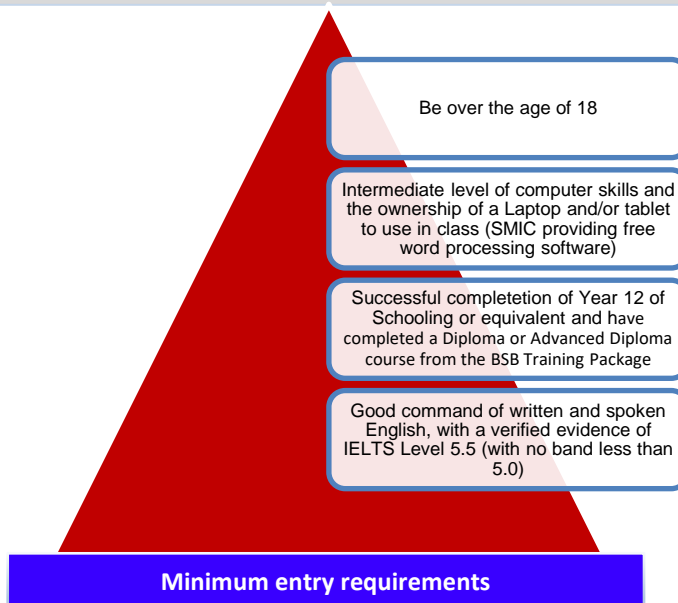 Be over the age of 18
Intermediate level of computer skills and
the ownership of a Laptop and/or tablet
to use in class (SMIC providing free
word processing software)
Successful completetion of Year 12 of
Schooling or equivalent and have
completed a Diploma or Advanced Diploma
course from the BSB Training Package
Good command of written and spoken
English, with a verified evidence of
IELTS Level 5.5 (with no band less than
5.0)
Minimum entry requirements